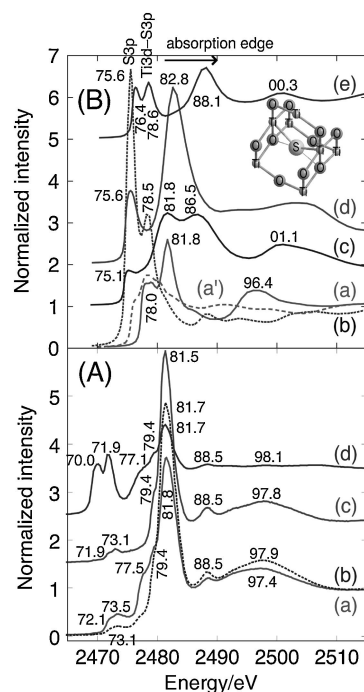 S3p
Ti3d–S3p
absorption edge
7
75.6
82.8
00.3
(e)
6
(B)
76.4
78.6
88.1
S
5
4
75.6
78.5
81.8
86.5
(d)
3
01.1
(c)
2
75.1
81.8
(a')
96.4
(a)
1
78.0
(b)
0
Normalized intensity
(A)
81.5
5
79.4
81.7
81.7
4
70.0
71.9
77.1
88.5
98.1
(d)
3
79.4
88.5
97.8
(c)
2
71.9
73.1
81.8
77.5
79.4
88.5
97.9
(b)
1
72.1
73.5
97.4
(a)
73.1
0
Normalized intensity
2470 2480 2490 2500 2510
Energy/eV